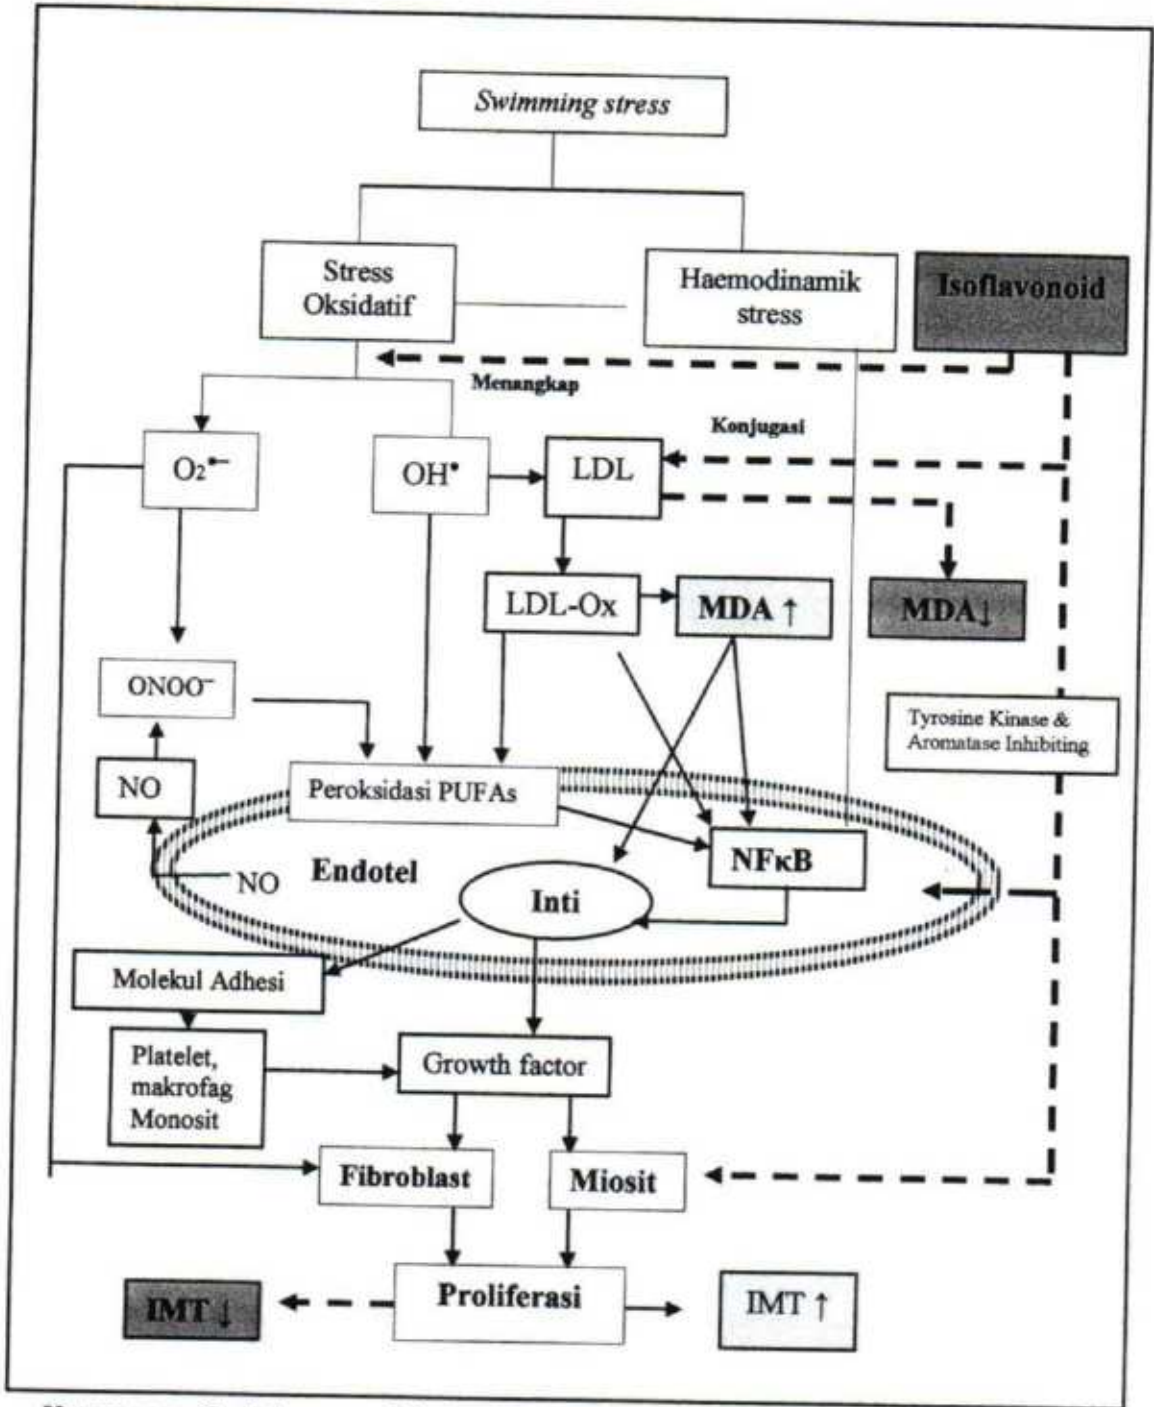 Swimming stress
Stress
Oksidatif
Haemodinamik
stress
Isoflavonoid
Menangkap
Konjugasi
O₂•−
OH•
LDL
LDL-Ox
MDA ↑
MDA↓
ONOO⁻
Tyrosine Kinase &
Aromatase Inhibiting
NO
Peroksidasi PUFAs
NO
Endotel
NFκB
Inti
Molekul Adhesi
Platelet,
makrofag
Monosit
Growth factor
Fibroblast
Miosit
IMT ↓
Proliferasi
IMT ↑